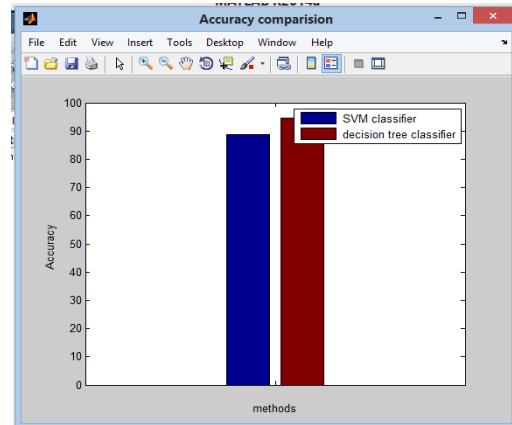 Accuracy comparision
File Edit View Insert Tools Desktop Window Help
100
90
80
70
60
50
40
30
20
10
0
Accuracy
SVM classifier
decision tree classifier
methods